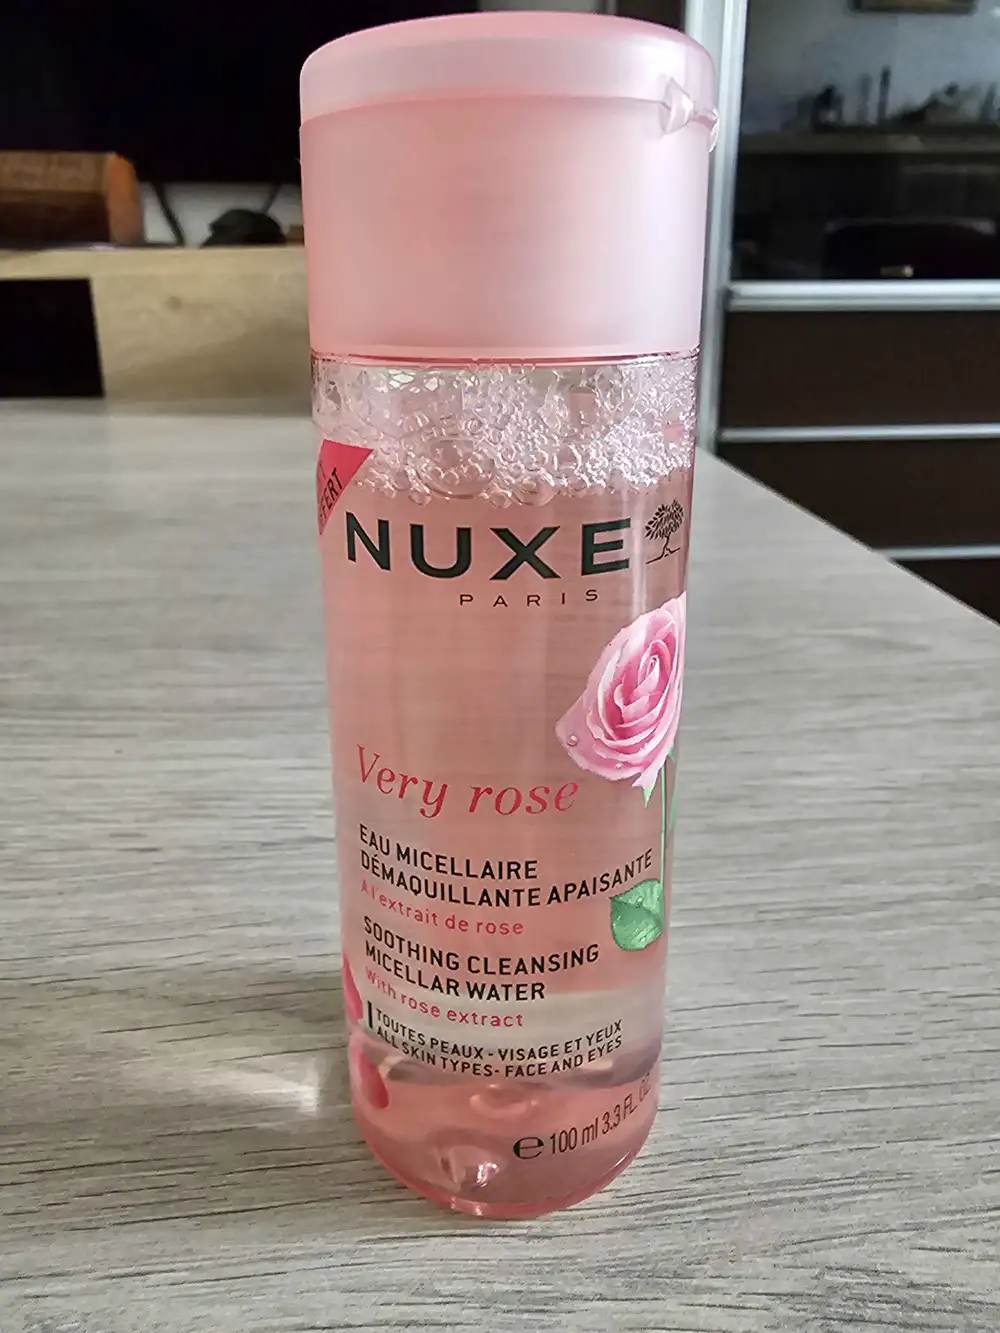 NUXE
PARIS
Very rose
EAU MICELLAIRE
DÉMAQUILLANTE APAISANTE
A l'extrait de rose
SOOTHING CLEANSING
MICELLAR WATER
With rose extract
TOUTES PEAUX - VISAGE ET YEUX
ALL SKIN TYPES - FACE AND EYES
e 100 ml 3.3 FL.